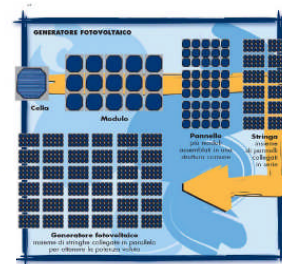 GENERATORE FOTOVOLTAICO
Cella
Modulo
Pannello
più moduli
assemblati in una
struttura comune
Stringa
insieme
di pannelli
collegati
in serie
Generatore fotovoltaico
insieme di stringhe collegate in parallelo
per ottenere la potenza voluta